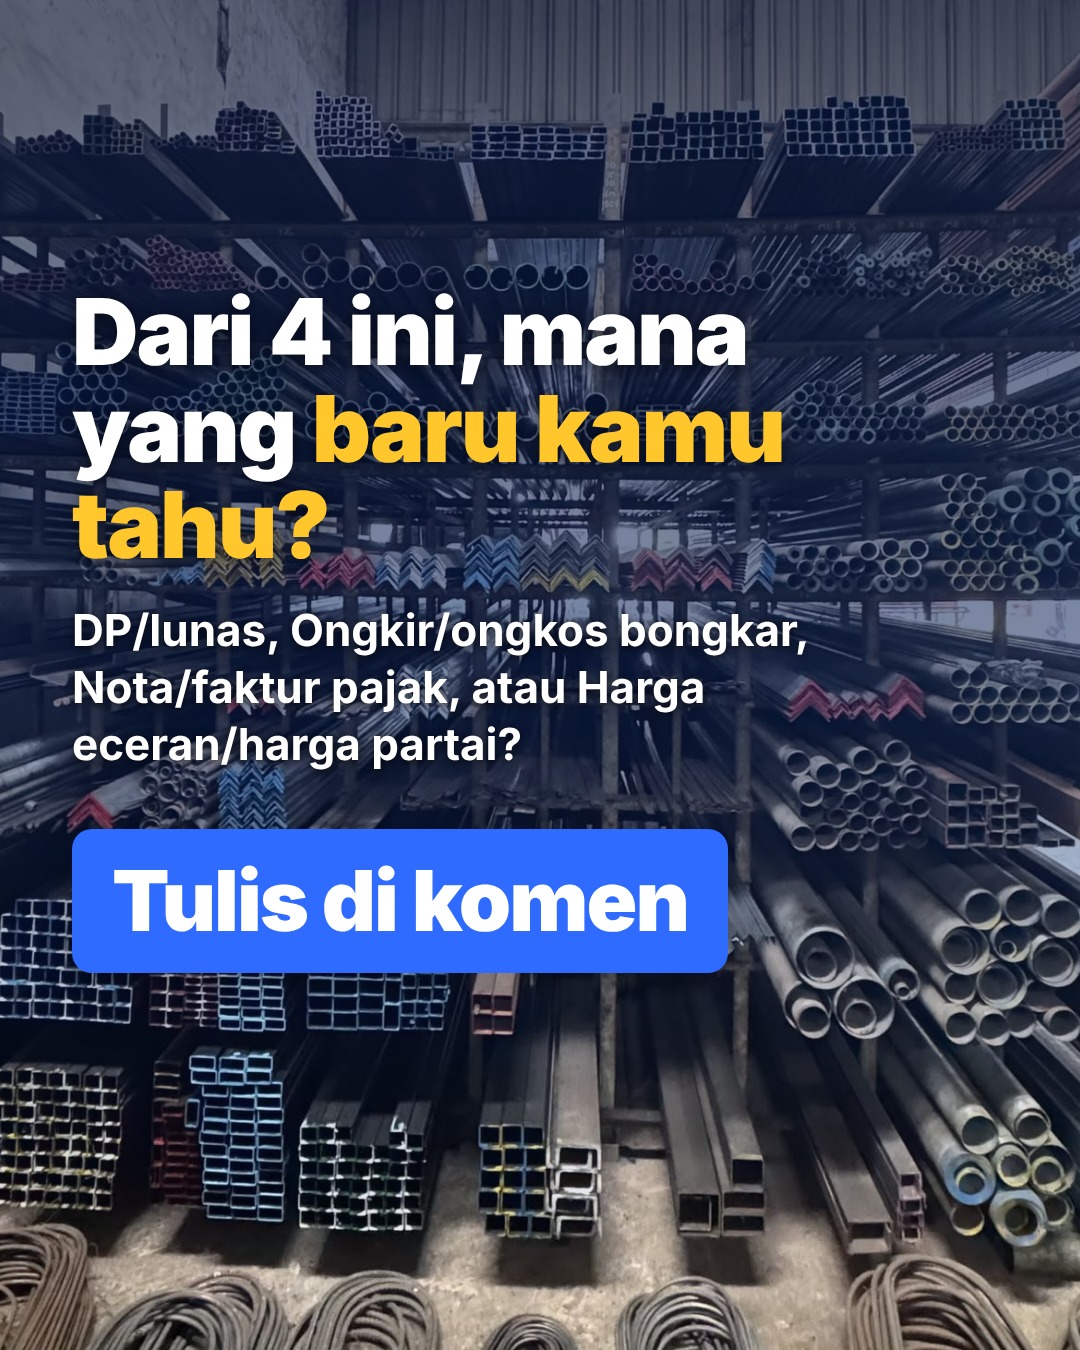 Dari 4 ini, mana
yang baru kamu
tahu?
DP/lunas, Ongkir/ongkos bongkar,
Nota/faktur pajak, atau Harga
eceran/harga partai?
Tulis di komen